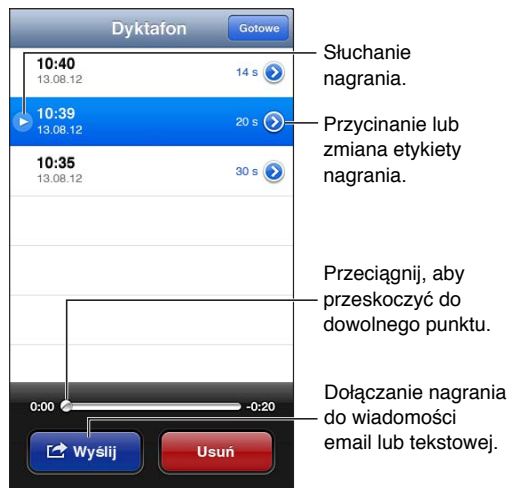 Dyktafon
Gotowe
10:40
13.08.12
14 s
10:39
13.08.12
20 s
10:35
13.08.12
30 s
0:00
-0:20
Wyślij
Usuń
Słuchanie
nagrania.
Przycinanie lub
zmiana etykiety
nagrania.
Przeciągnij, aby
przeskoczyć do
dowolnego punktu.
Dołączanie nagrania
do wiadomości
email lub tekstowej.